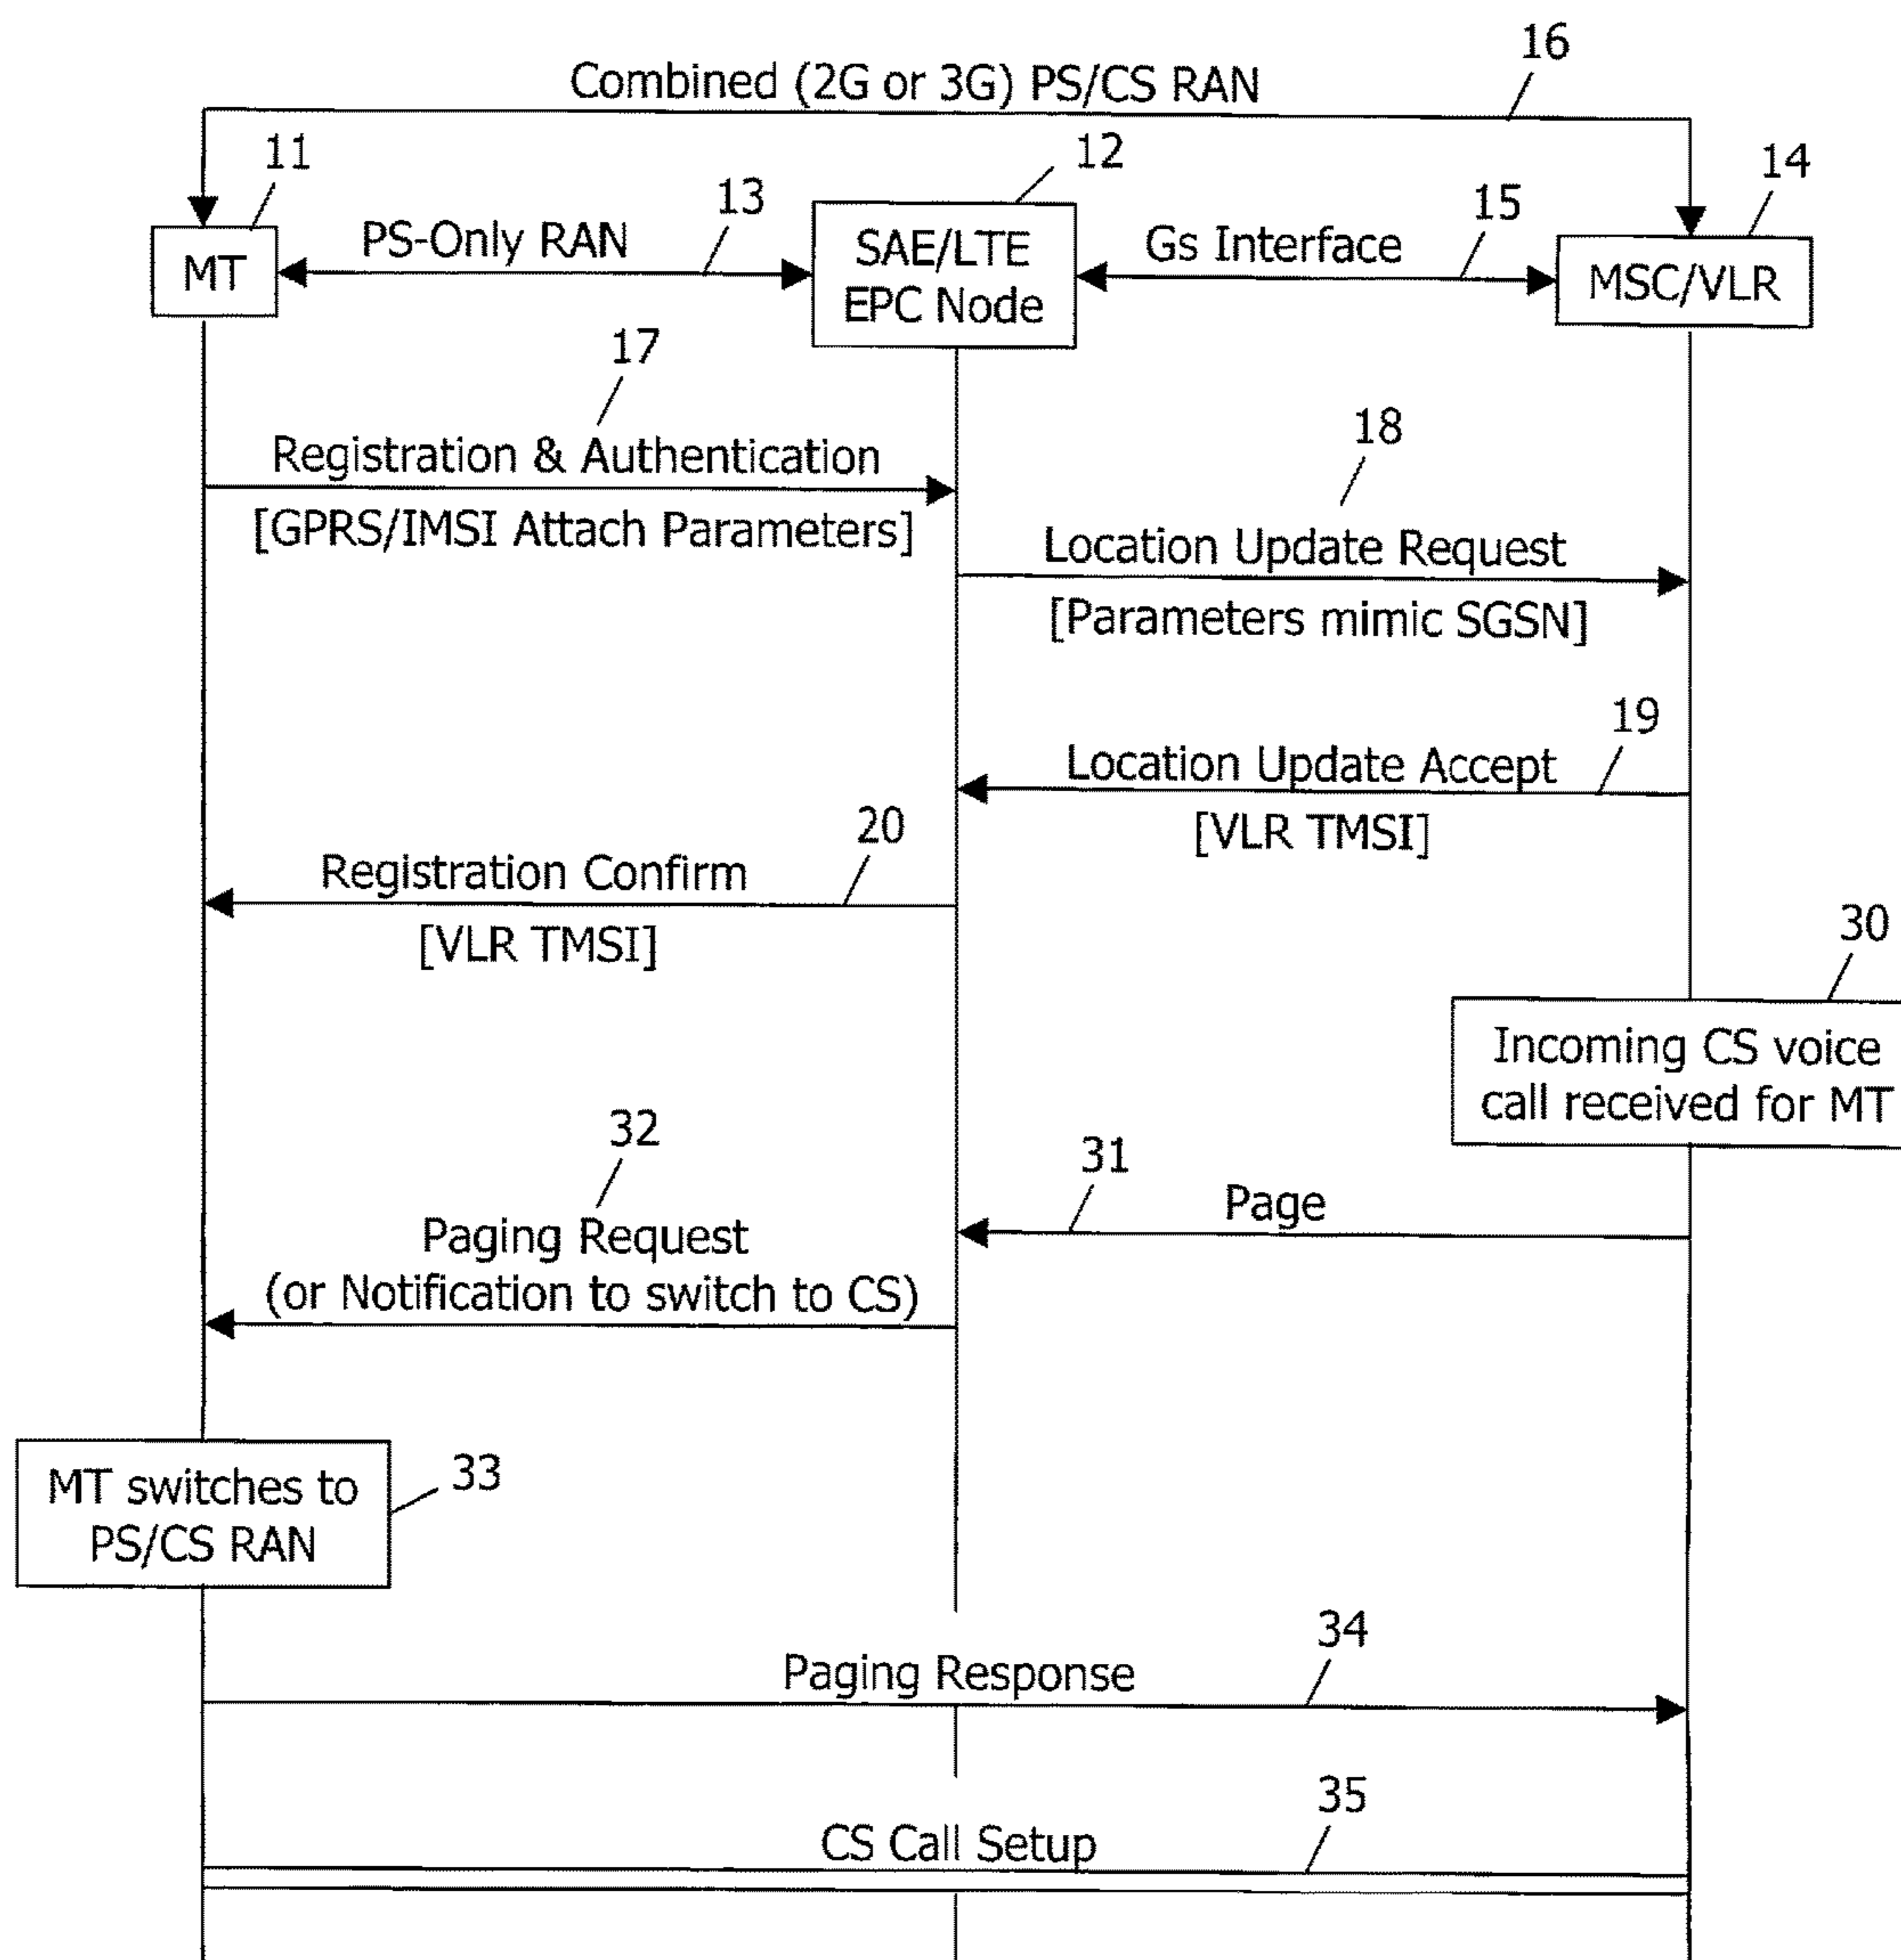 16
Combined (2G or 3G) PS/CS RAN
11
12
14
13
15
PS-Only RAN
Gs Interface
MT
SAE/LTE
EPC Node
MSC/VLR
17
Registration & Authentication
[GPRS/IMSI Attach Parameters]
18
Location Update Request
[Parameters mimic SGSN]
19
Location Update Accept
[VLR TMSI]
20
Registration Confirm
[VLR TMSI]
30
Incoming CS voice
call received for MT
31
Page
32
Paging Request
(or Notification to switch to CS)
MT switches to
PS/CS RAN
33
34
Paging Response
35
CS Call Setup